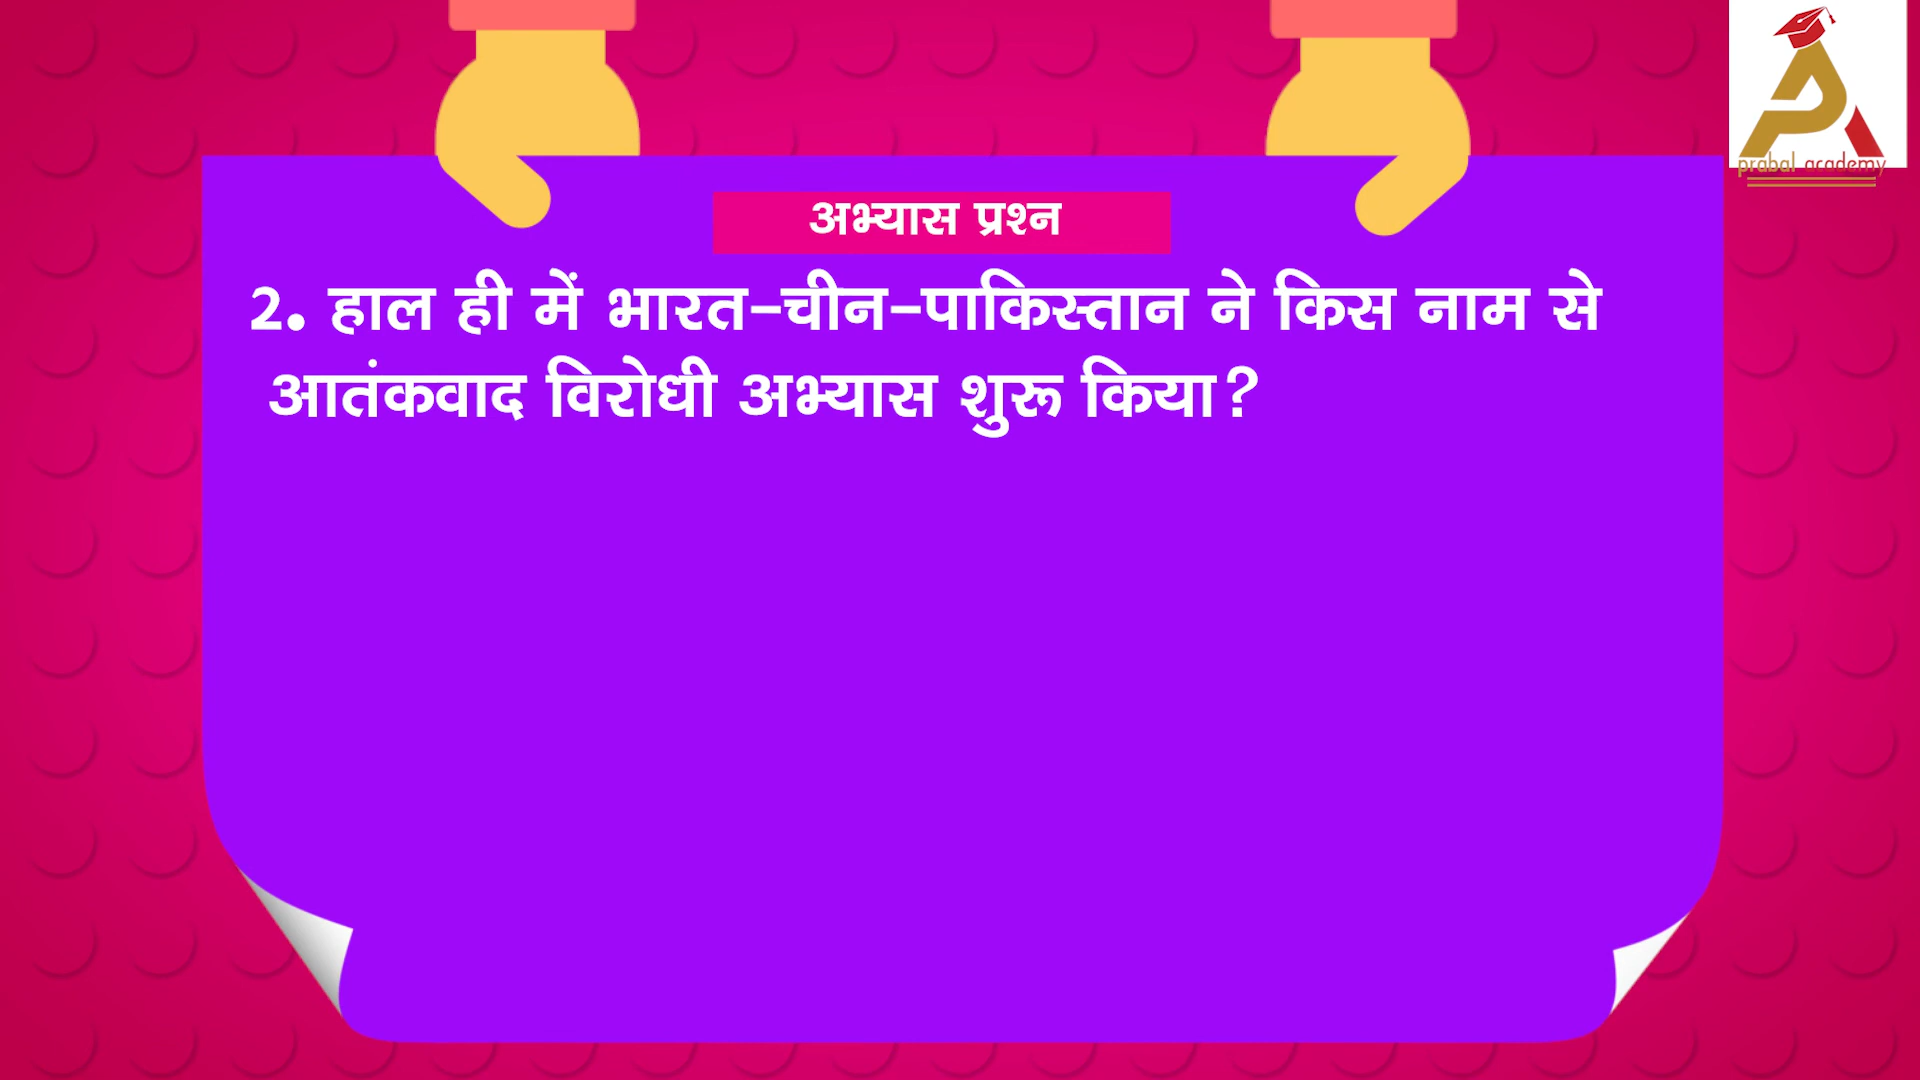 prabal academy
अभ्यास प्रश्न
2. हाल ही में भारत-चीन-पाकिस्तान ने किस नाम से
आतंकवाद विरोधी अभ्यास शुरू किया?